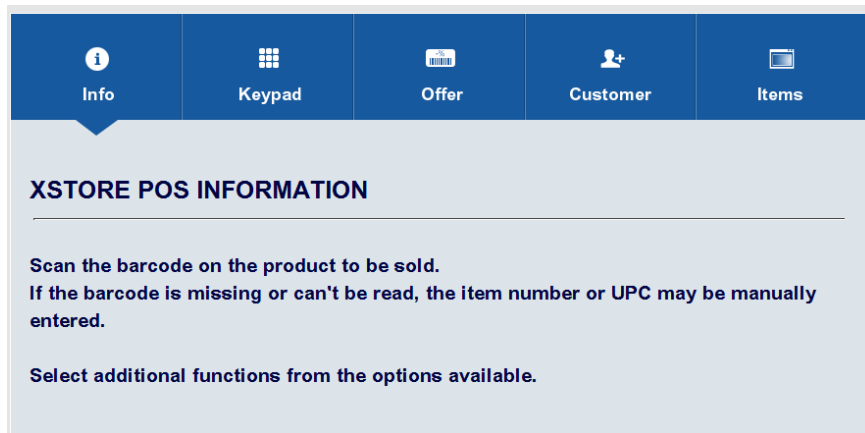 Info Keypad Offer Customer Items
XSTORE POS INFORMATION
Scan the barcode on the product to be sold.
If the barcode is missing or can't be read, the item number or UPC may be manually
entered.
Select additional functions from the options available.